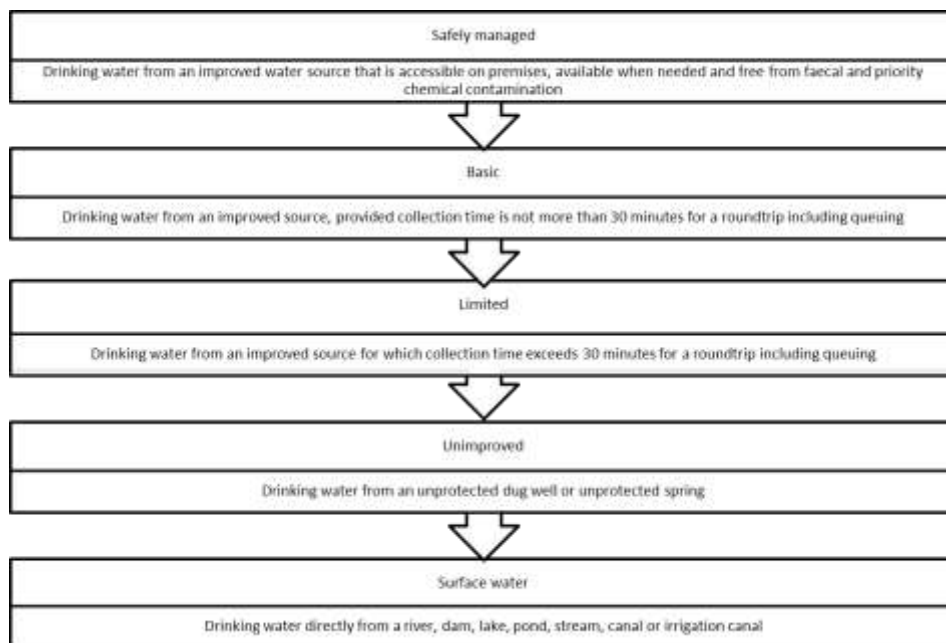 Safely managed
Drinking water from an improved water source that is accessible on premises, available when needed and free from faecal and priority
chemical contamination
Basic
Drinking water from an improved source, provided collection time is not more than 30 minutes for a roundtrip including queuing
Limited
Drinking water from an improved source for which collection time exceeds 30 minutes for a roundtrip including queuing
Unimproved
Drinking water from an unprotected dug well or unprotected spring
Surface water
Drinking water directly from a river, dam, lake, pond, stream, canal or irrigation canal